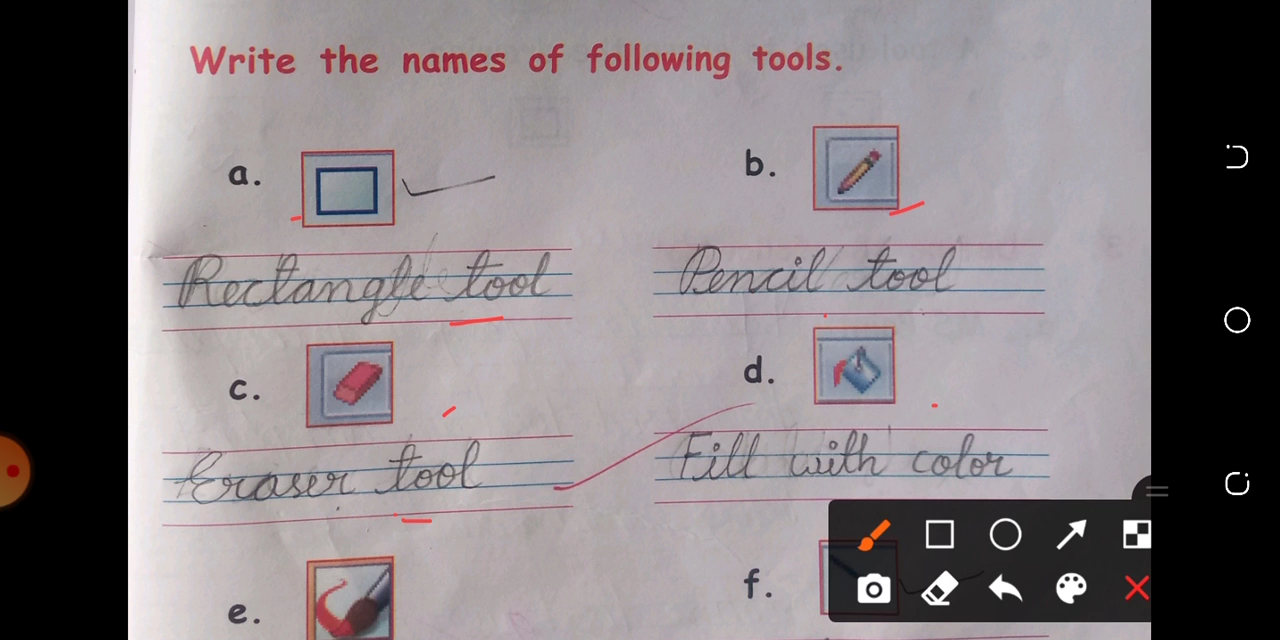 Write the names of following tools.
a.
b.
Rectangle tool
Pencil tool
c.
d.
Eraser tool
Fill with color
e.
f.